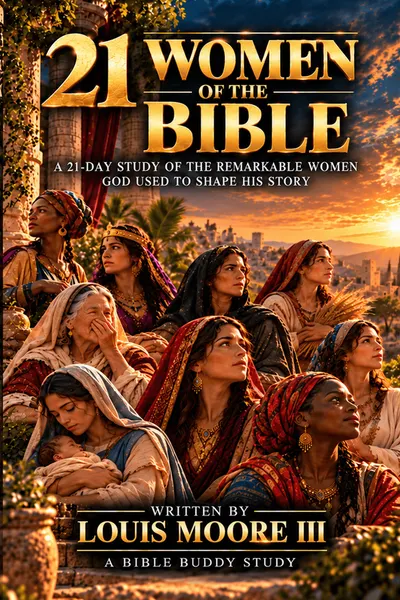 21 WOMEN
OF THE
BIBLE
A 21-DAY STUDY OF THE REMARKABLE WOMEN
GOD USED TO SHAPE HIS STORY
WRITTEN BY
LOUIS MOORE III
A BIBLE BUDDY STUDY